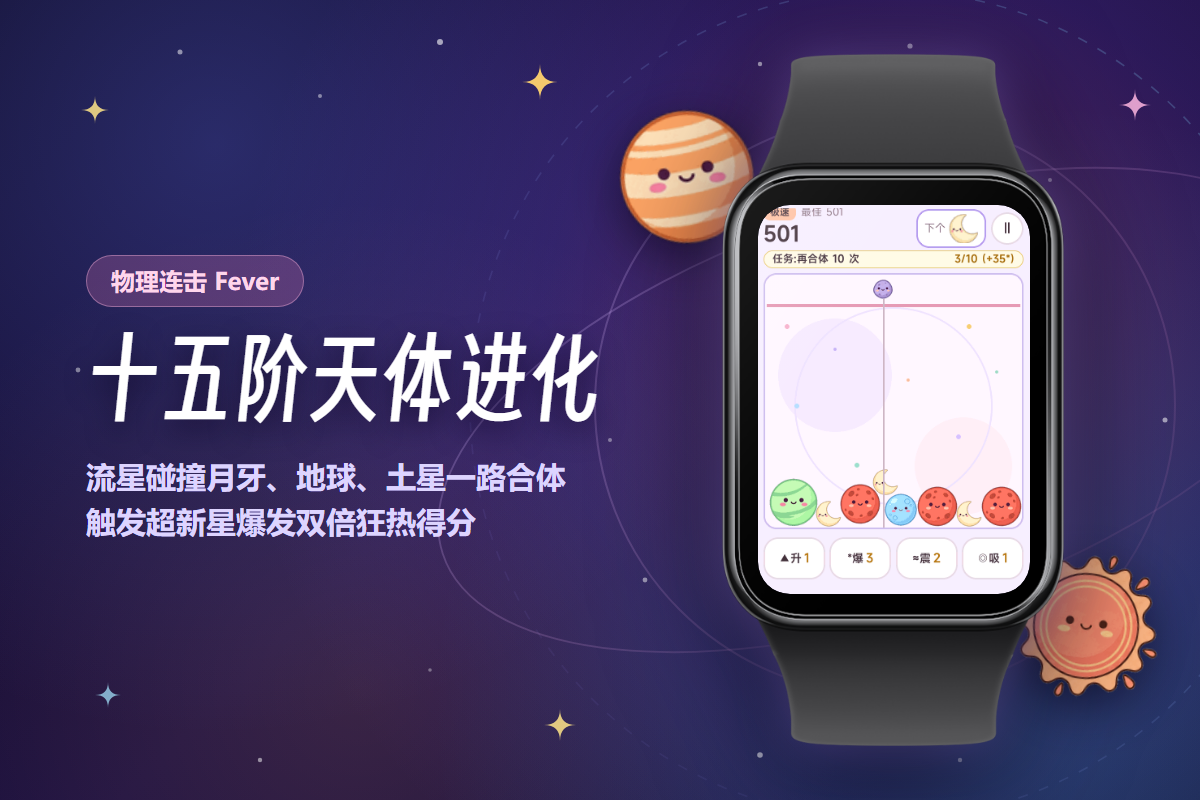 物理连击 Fever
十五阶天体进化
流星碰撞月牙、地球、土星一路合体
触发超新星爆发双倍狂热得分
极速 最佳 501
501
下个
任务:再合体 10 次 3/10 (+35*)
▲升 1
*爆 3
≈震 2
◎吸 1